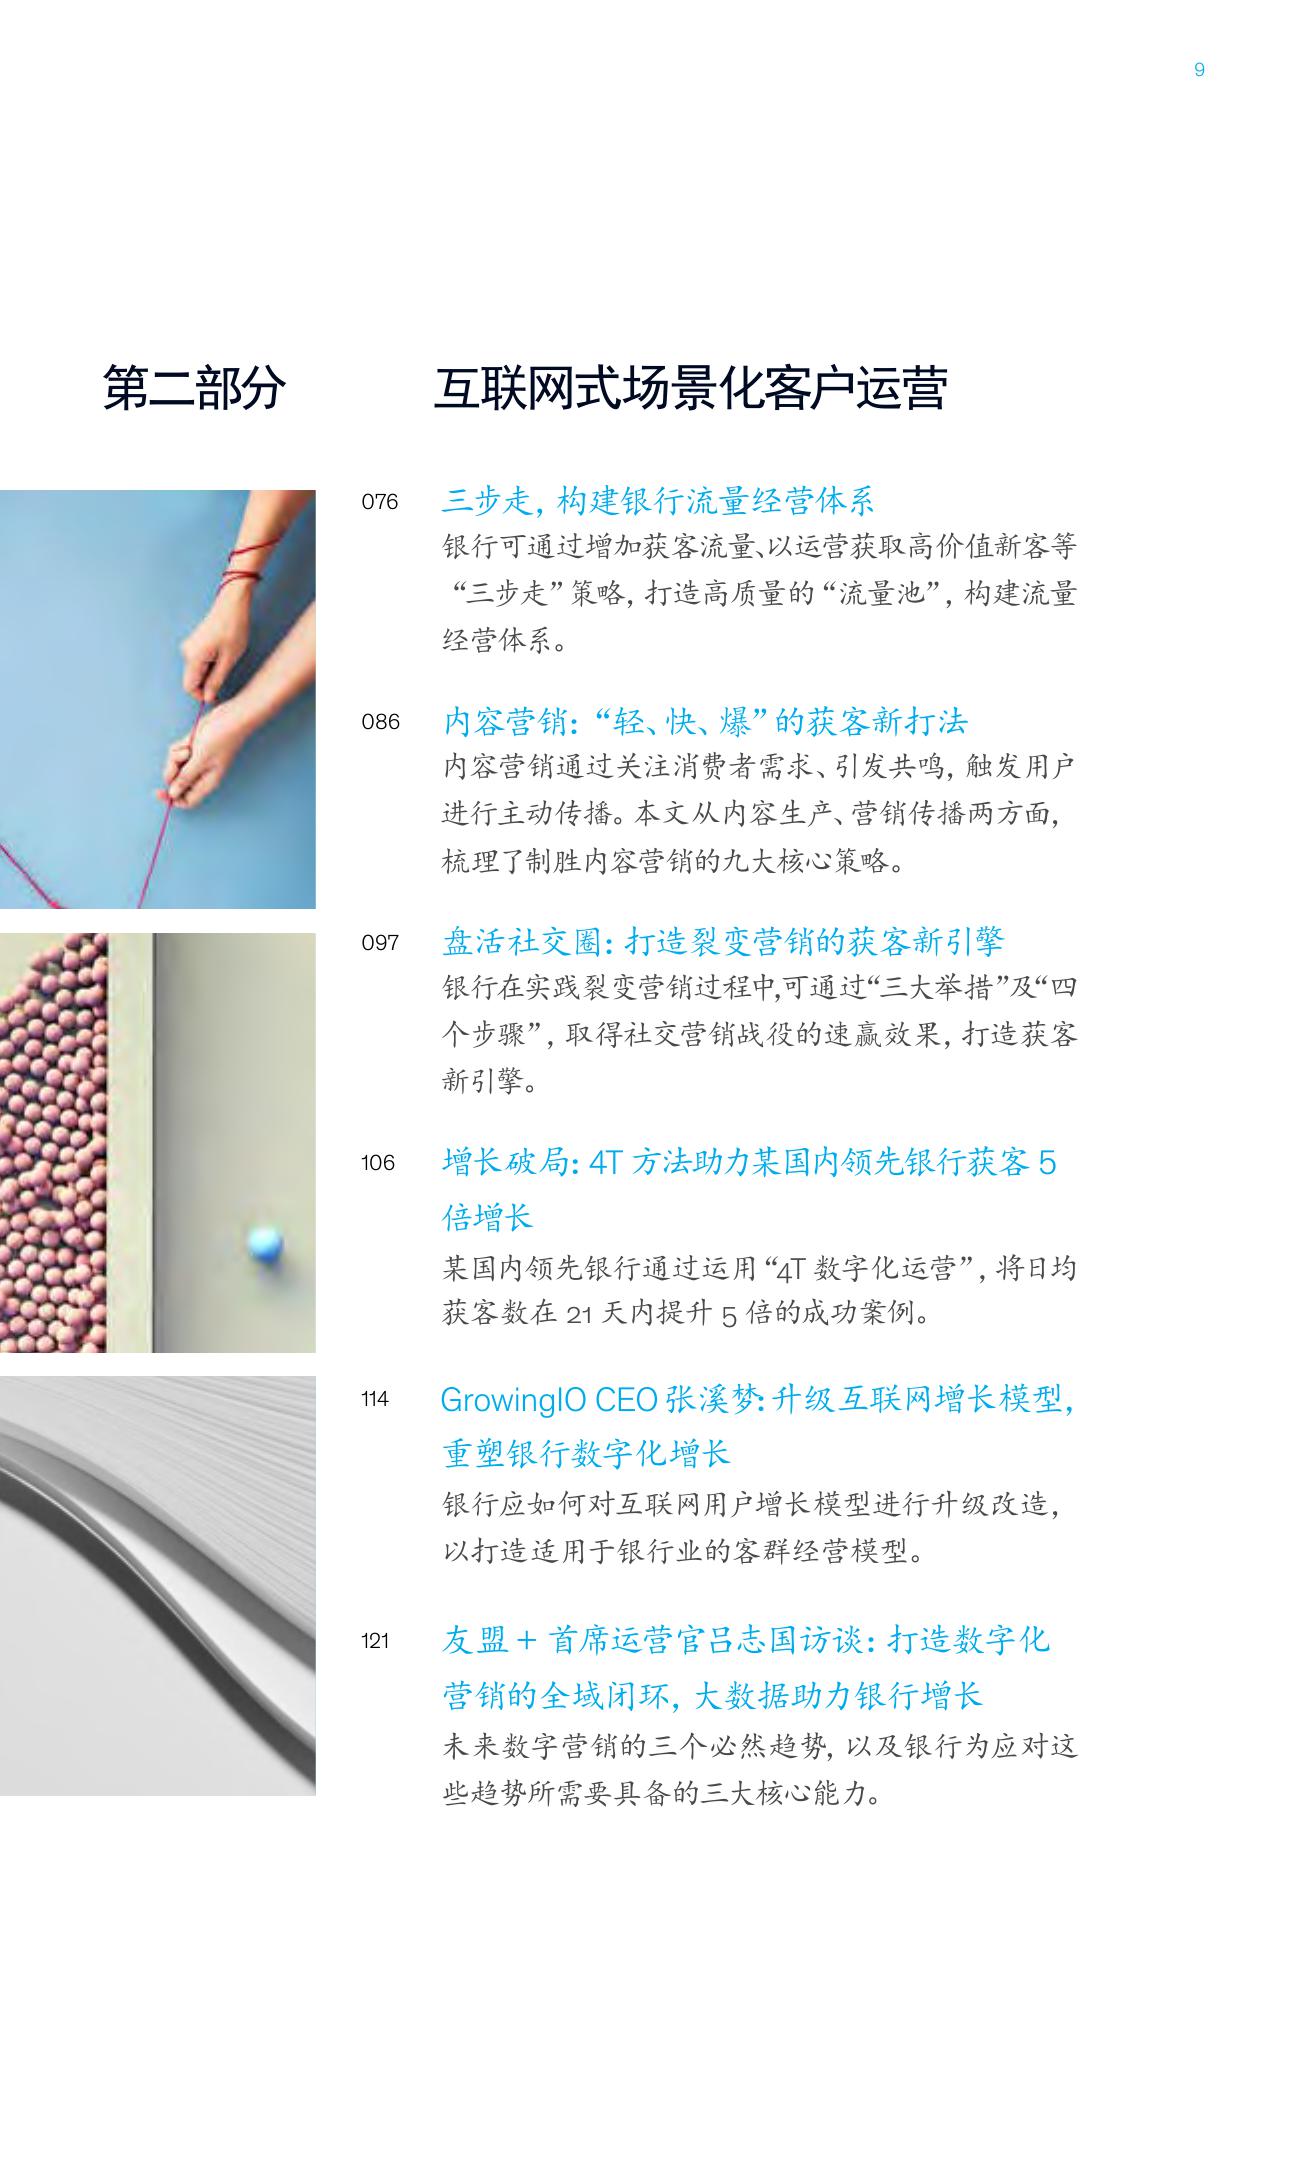 9
第二部分
互联网式场景化客户运营
076
三步走，构建银行流量经营体系
银行可通过增加获客流量、以运营获取高价值新客等
“三步走”策略，打造高质量的“流量池”，构建流量
经营体系。
086
内容营销：“轻、快、爆”的获客新打法
内容营销通过关注消费者需求、引发共鸣，触发用户
进行主动传播。本文从内容生产、营销传播两方面，
梳理了制胜内容营销的九大核心策略。
097
盘活社交圈：打造裂变营销的获客新引擎
银行在实践裂变营销过程中,可通过“三大举措”及“四
个步骤”，取得社交营销战役的速赢效果，打造获客
新引擎。
106
增长破局：4T 方法助力某国内领先银行获客 5
倍增长
某国内领先银行通过运用“4T 数字化运营”，将日均
获客数在 21 天内提升 5 倍的成功案例。
114
GrowingIO CEO 张溪梦：升级互联网增长模型，
重塑银行数字化增长
银行应如何对互联网用户增长模型进行升级改造，
以打造适用于银行业的客群经营模型。
121
友盟 + 首席运营官吕志国访谈：打造数字化
营销的全域闭环，大数据助力银行增长
未来数字营销的三个必然趋势，以及银行为应对这
些趋势所需要具备的三大核心能力。